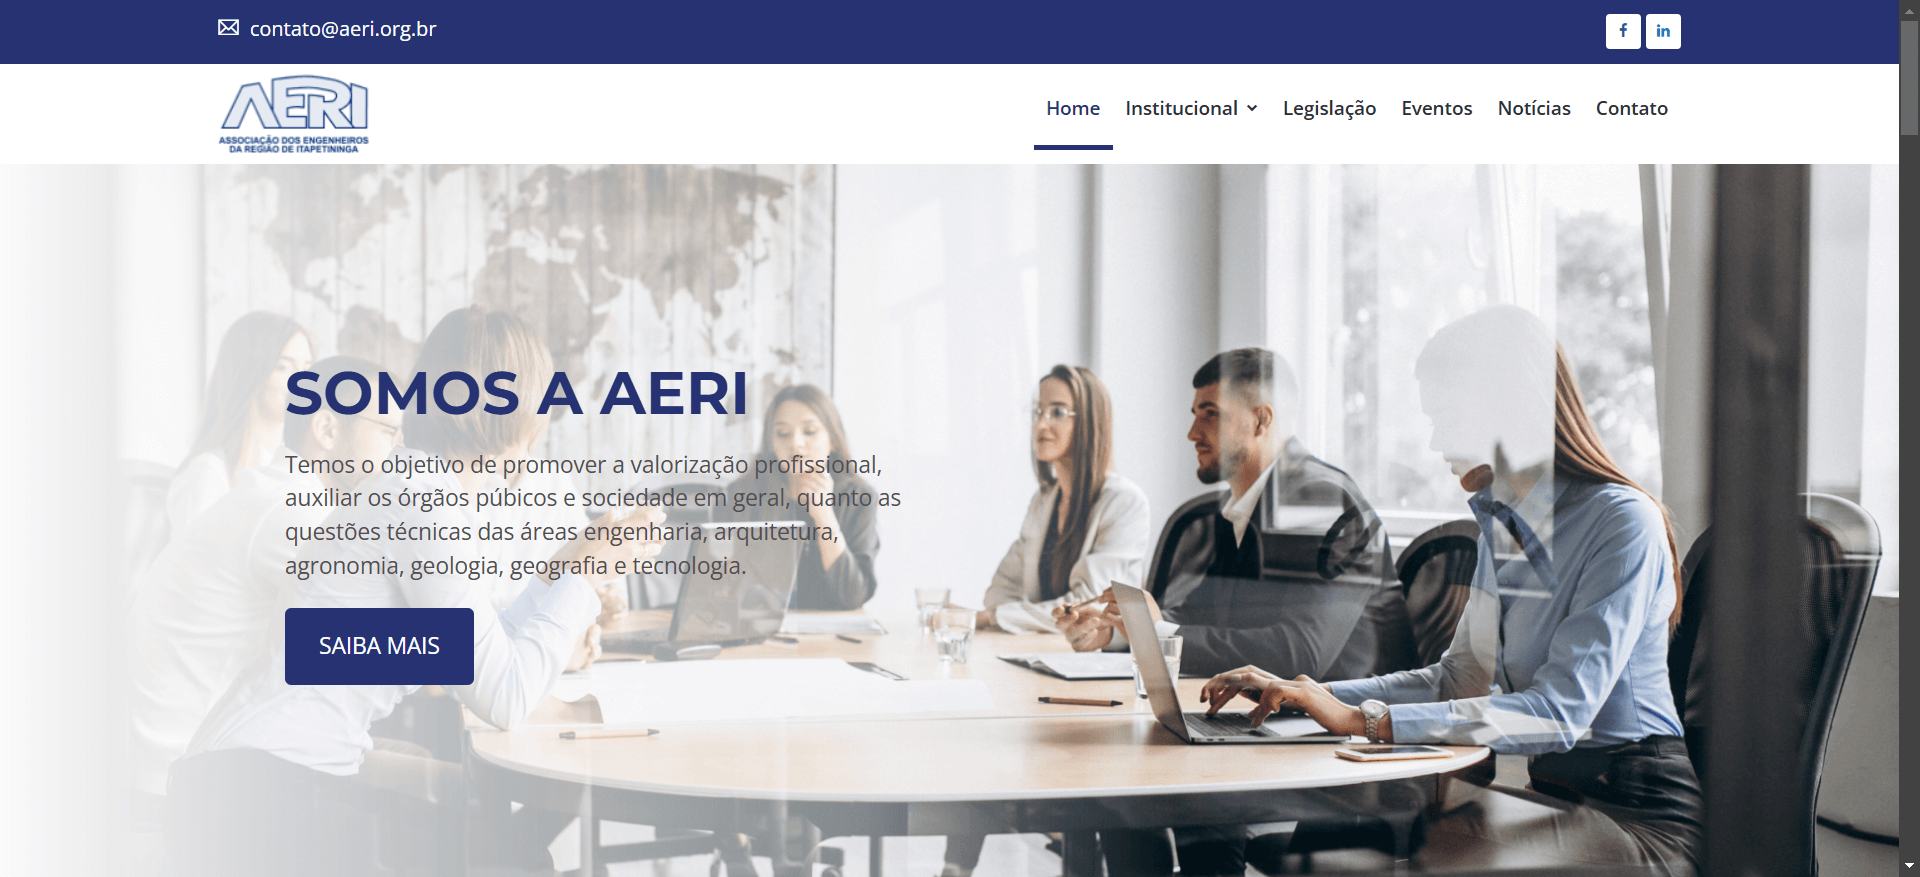 contato@aeri.org.br
AERI
ASSOCIAÇÃO DOS ENGENHEIROS
DA REGIÃO DE ITAPETININGA
Home
Institucional
Legislação
Eventos
Notícias
Contato
SOMOS A AERI
Temos o objetivo de promover a valorização profissional,
auxiliar os órgãos púbicos e sociedade em geral, quanto as
questões técnicas das áreas engenharia, arquitetura,
agronomia, geologia, geografia e tecnologia.
SAIBA MAIS